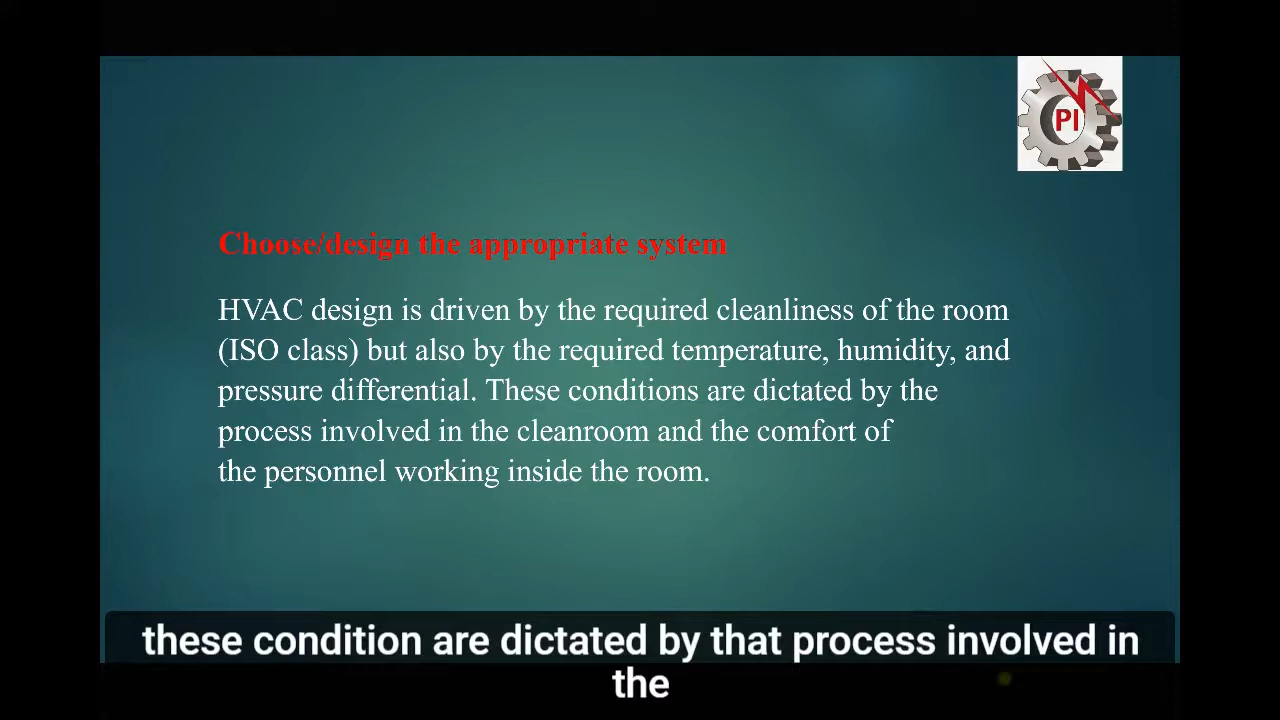 PI
Choose/design the appropriate system
HVAC design is driven by the required cleanliness of the room
(ISO class) but also by the required temperature, humidity, and
pressure differential. These conditions are dictated by the
process involved in the cleanroom and the comfort of
the personnel working inside the room.
these condition are dictated by that process involved in
the